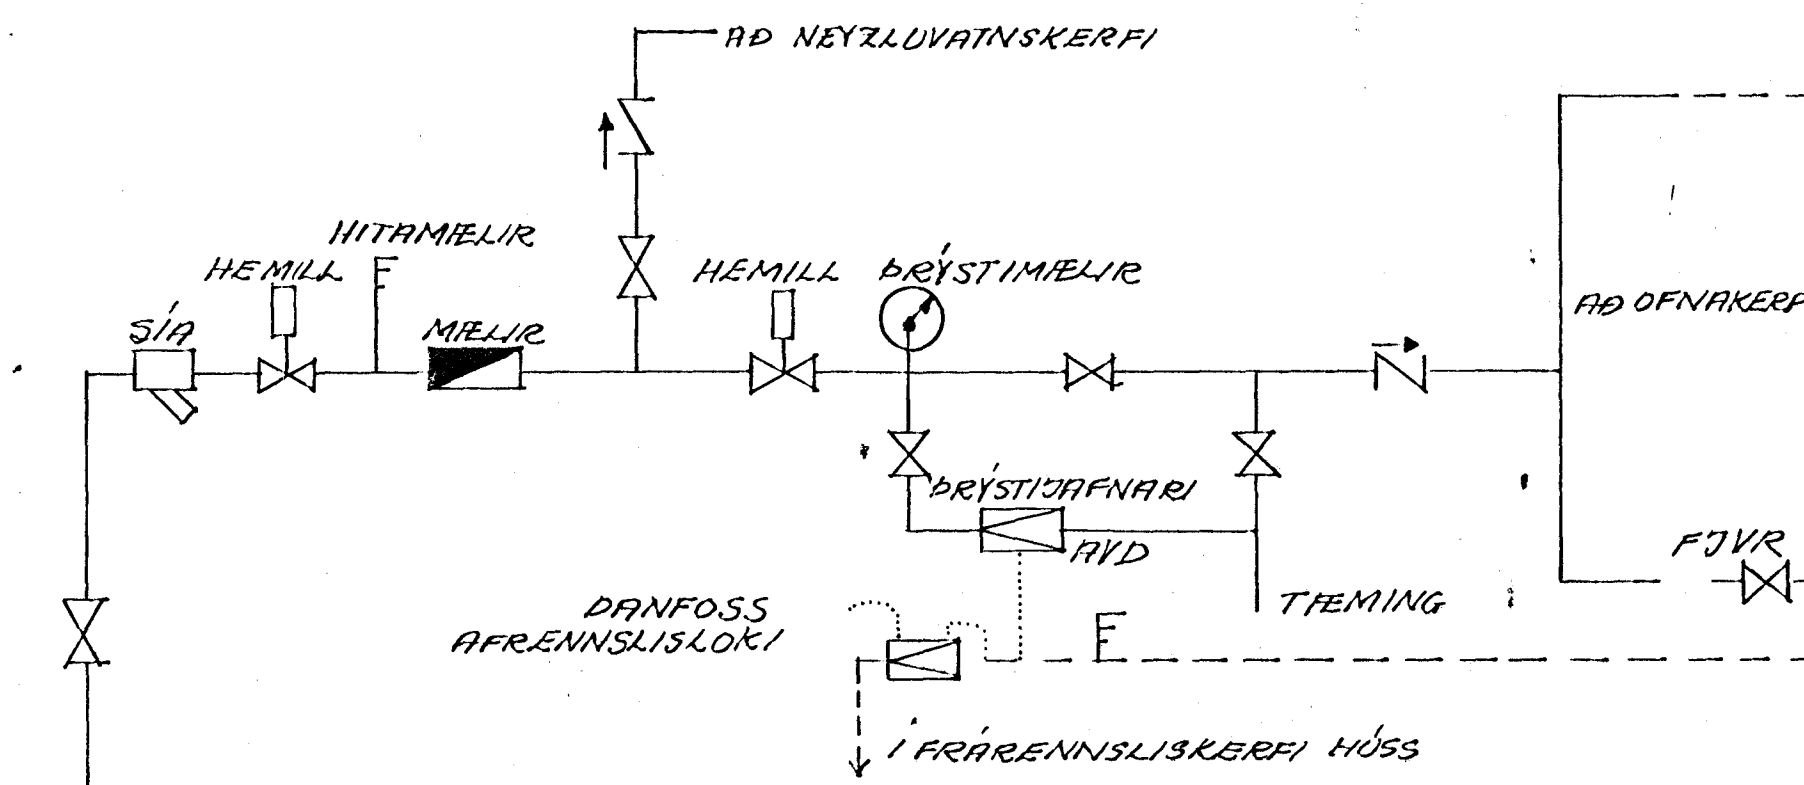 AÐ NEYZLUVATNSKERFI
HITAMÆLIR
HEMILL
HEMILL
ÞRÝSTIMÆLIR
SÍA
MÆLIR
AÐ OFNAKERF
ÞRÝSTIJAFNARI
AVD
FJVR
DANFOSS
AFRENNSLISLOKI
TÆMING
Í FRÁRENNSLISKERFI HÚSS